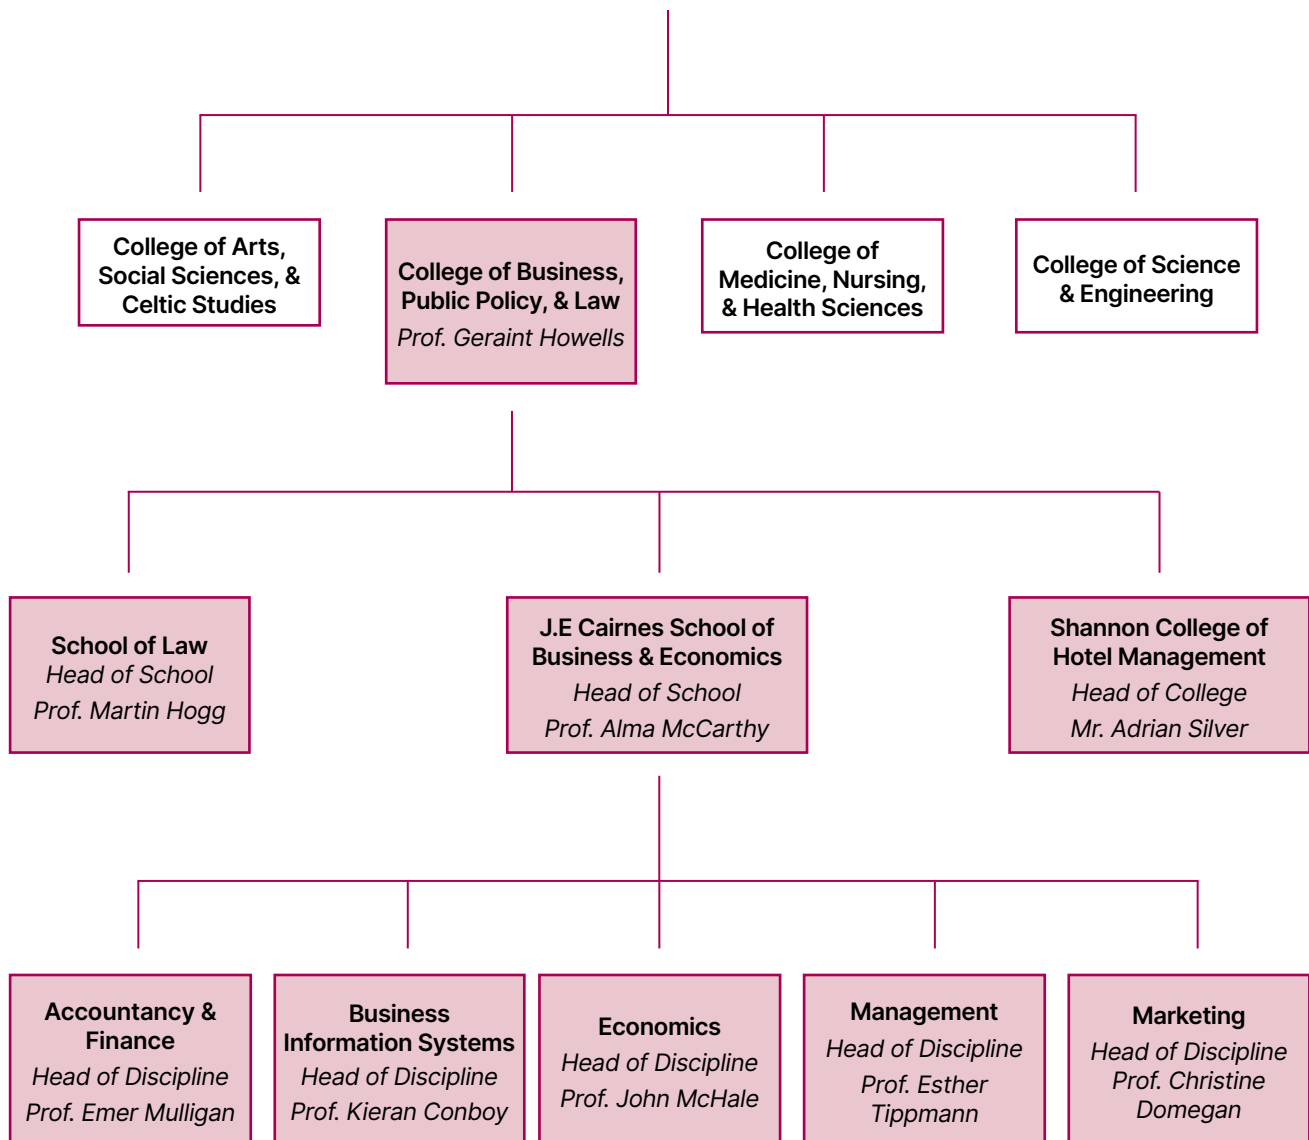 College of Arts,
Social Sciences, &
Celtic Studies
College of Business,
Public Policy, & Law
Prof. Geraint Howells
College of
Medicine, Nursing,
& Health Sciences
College of Science
& Engineering
School of Law
Head of School
Prof. Martin Hogg
J.E Cairnes School of
Business & Economics
Head of School
Prof. Alma McCarthy
Shannon College of
Hotel Management
Head of College
Mr. Adrian Silver
Accountancy &
Finance
Head of Discipline
Prof. Emer Mulligan
Business
Information Systems
Head of Discipline
Prof. Kieran Conboy
Economics
Head of Discipline
Prof. John McHale
Management
Head of Discipline
Prof. Esther
Tippmann
Marketing
Head of Discipline
Prof. Christine
Domegan